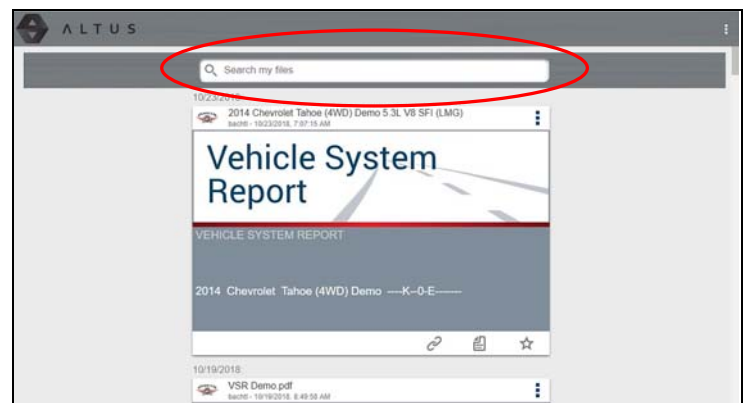 ALTUS
Search my files
10/23/2018
2014 Chevrolet Tahoe (4WD) Demo 5.3L V8 SFI (LMG)
bachtl - 10/23/2018, 7:07:15 AM
Vehicle System
Report
VEHICLE SYSTEM REPORT
2014 Chevrolet Tahoe (4WD) Demo ----K--0-E-------
10/19/2018
VSR Demo.pdf
bachtl - 10/19/2018, 8:49:58 AM